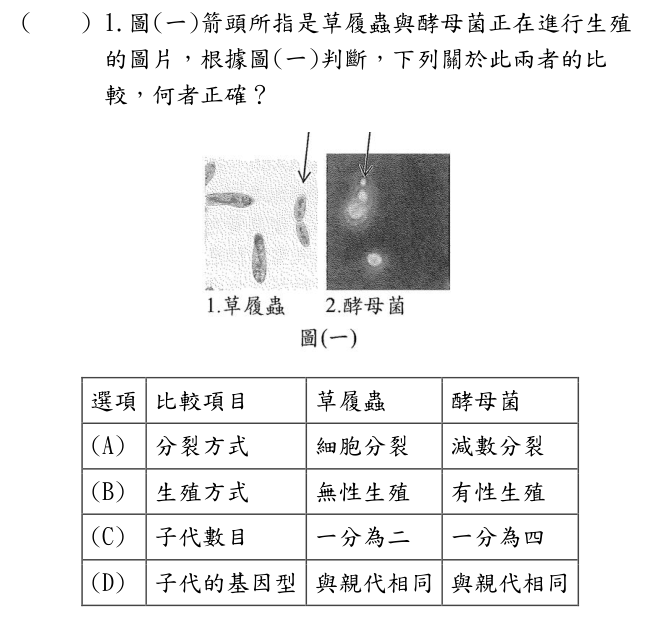 (　　) 1.圖(一)箭頭所指是草履蟲與酵母菌正在進行生殖
的圖片，根據圖(一)判斷，下列關於此兩者的比
較，何者正確？
1.草履蟲 2.酵母菌
圖(一)
選項 比較項目 草履蟲 酵母菌
(A) 分裂方式 細胞分裂 減數分裂
(B) 生殖方式 無性生殖 有性生殖
(C) 子代數目 一分為二 一分為四
(D) 子代的基因型 與親代相同 與親代相同